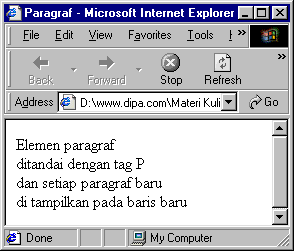 Paragraf - Microsoft Internet Explorer
File Edit View Favorites Tools »
Back Forward Stop Refresh »
Address D:\www.dipa.com\Materi Kuli Go
Elemen paragraf
ditandai dengan tag P
dan setiap paragraf baru
di tampilkan pada baris baru
Done My Computer